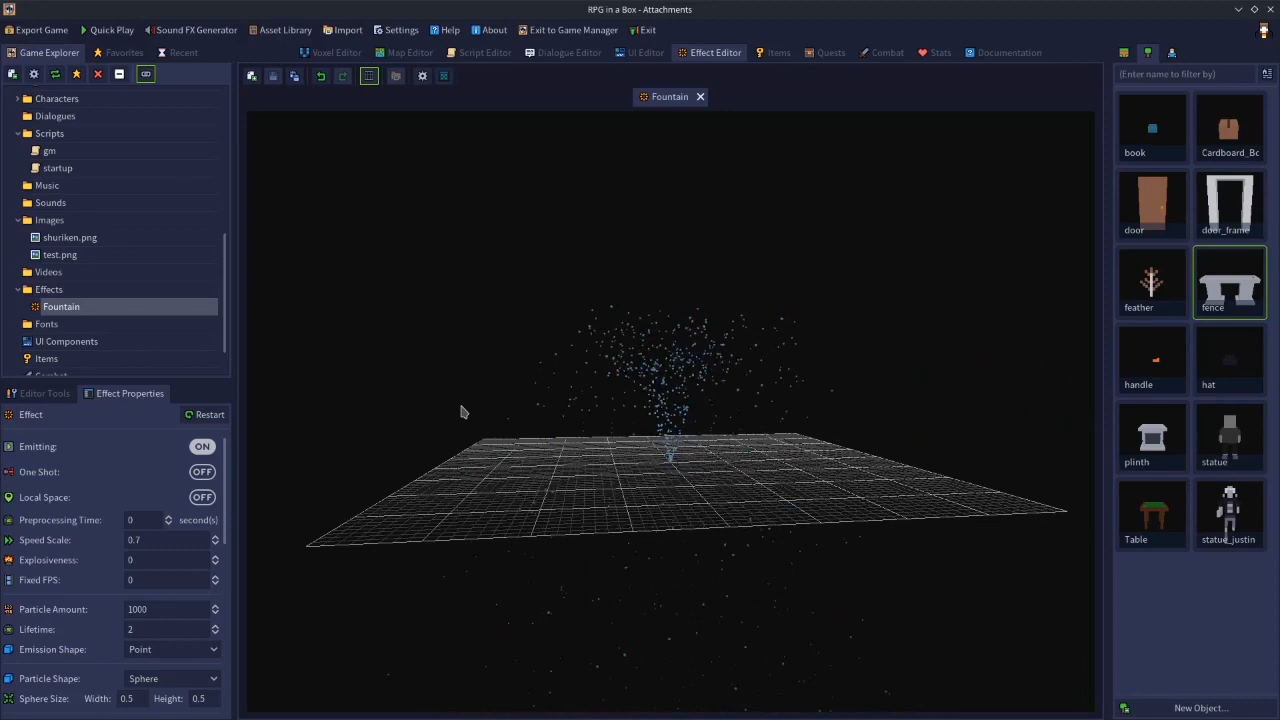 RPG in a Box - Attachments
Export Game Quick Play Sound FX Generator Asset Library Import Settings Help About Exit to Game Manager Exit
Game Explorer Favorites Recent Voxel Editor Map Editor Script Editor Dialogue Editor UI Editor Effect Editor Items Quests Combat Stats Documentation
(Enter name to filter by)
Fountain
Characters
Dialogues
Scripts
gm
startup
Music
Sounds
Images
shuriken.png
test.png
Videos
Effects
Fountain
Fonts
UI Components
Items
Editor Tools Effect Properties
Effect Restart
Emitting: ON
One Shot: OFF
Local Space: OFF
Preprocessing Time: 0 second(s)
Speed Scale: 0.7
Explosiveness: 0
Fixed FPS: 0
Particle Amount: 1000
Lifetime: 2
Emission Shape: Point
Particle Shape: Sphere
Sphere Size: Width: 0.5 Height: 0.5
book Cardboard_Bc
door door_frame
feather fence
handle hat
plinth statue
Table statue_justin
New Object...